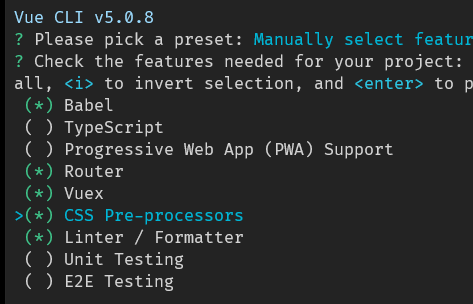 Vue CLI v5.0.8
? Please pick a preset: Manually select featur
? Check the features needed for your project:
all, <i> to invert selection, and <enter> to p
(*) Babel
( ) TypeScript
( ) Progressive Web App (PWA) Support
(*) Router
(*) Vuex
>(*) CSS Pre-processors
(*) Linter / Formatter
( ) Unit Testing
( ) E2E Testing